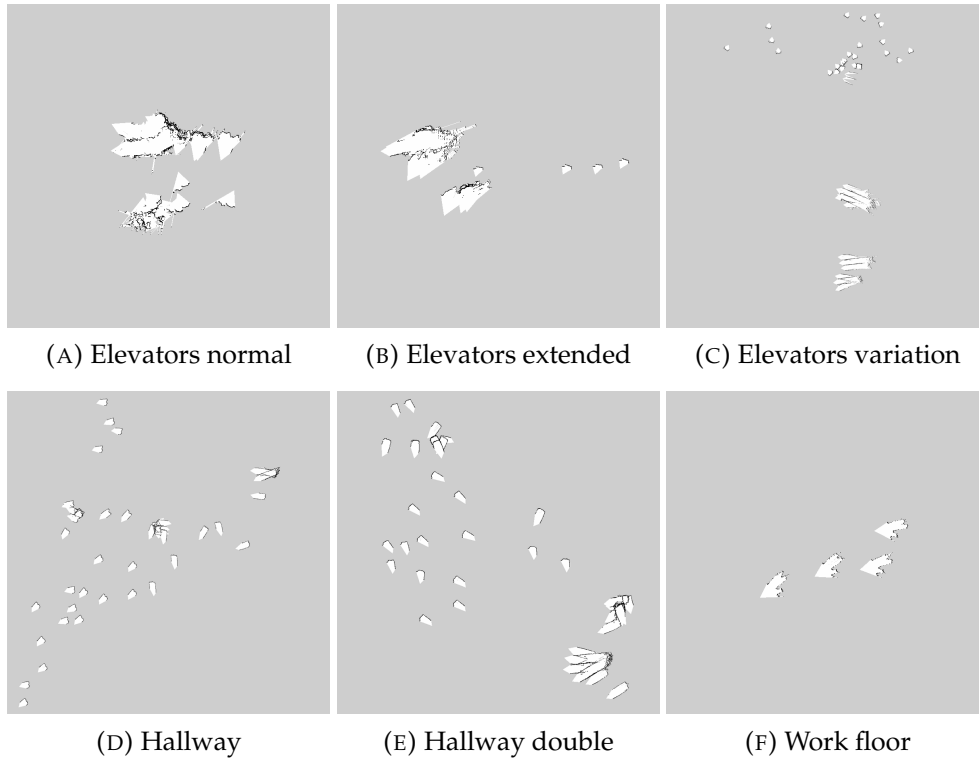 (A) Elevators normal
(B) Elevators extended
(C) Elevators variation
(D) Hallway
(E) Hallway double
(F) Work floor